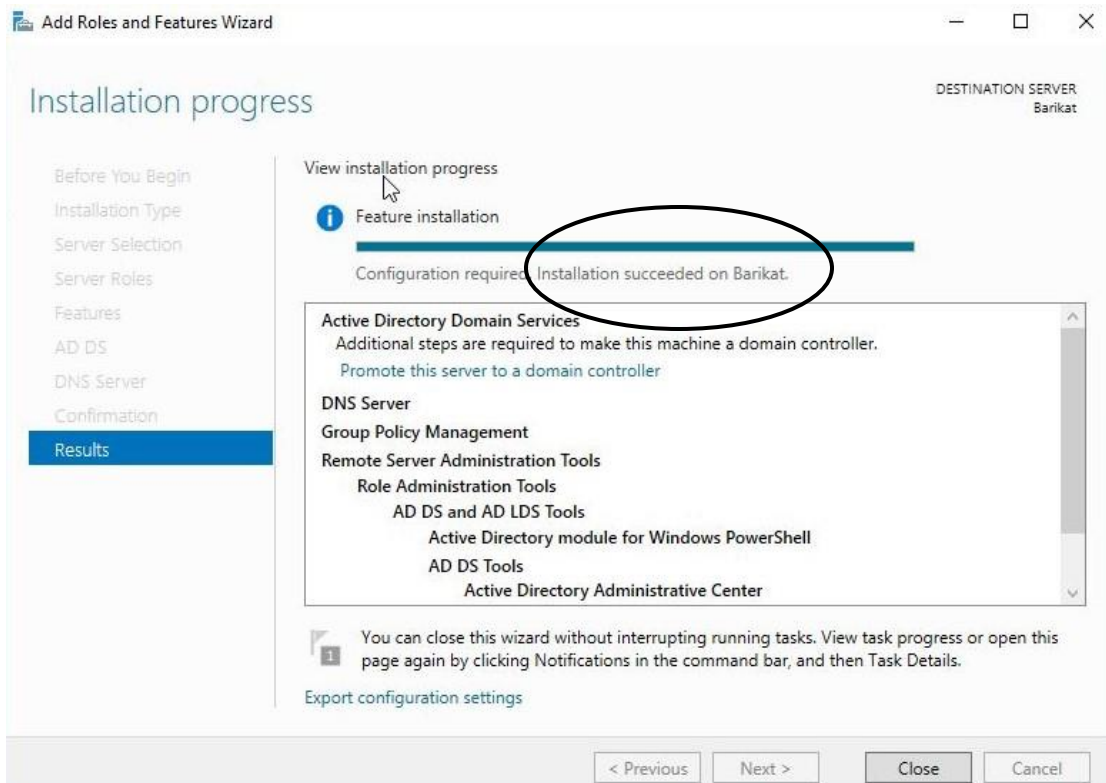 Add Roles and Features Wizard
Installation progress
DESTINATION SERVER
Barikat
Before You Begin
Installation Type
Server Selection
Server Roles
Features
AD DS
DNS Server
Confirmation
Results
View installation progress
Feature installation
Configuration required. Installation succeeded on Barikat.
Active Directory Domain Services
Additional steps are required to make this machine a domain controller.
Promote this server to a domain controller
DNS Server
Group Policy Management
Remote Server Administration Tools
Role Administration Tools
AD DS and AD LDS Tools
Active Directory module for Windows PowerShell
AD DS Tools
Active Directory Administrative Center
1
You can close this wizard without interrupting running tasks. View task progress or open this
page again by clicking Notifications in the command bar, and then Task Details.
Export configuration settings
< Previous
Next >
Close
Cancel